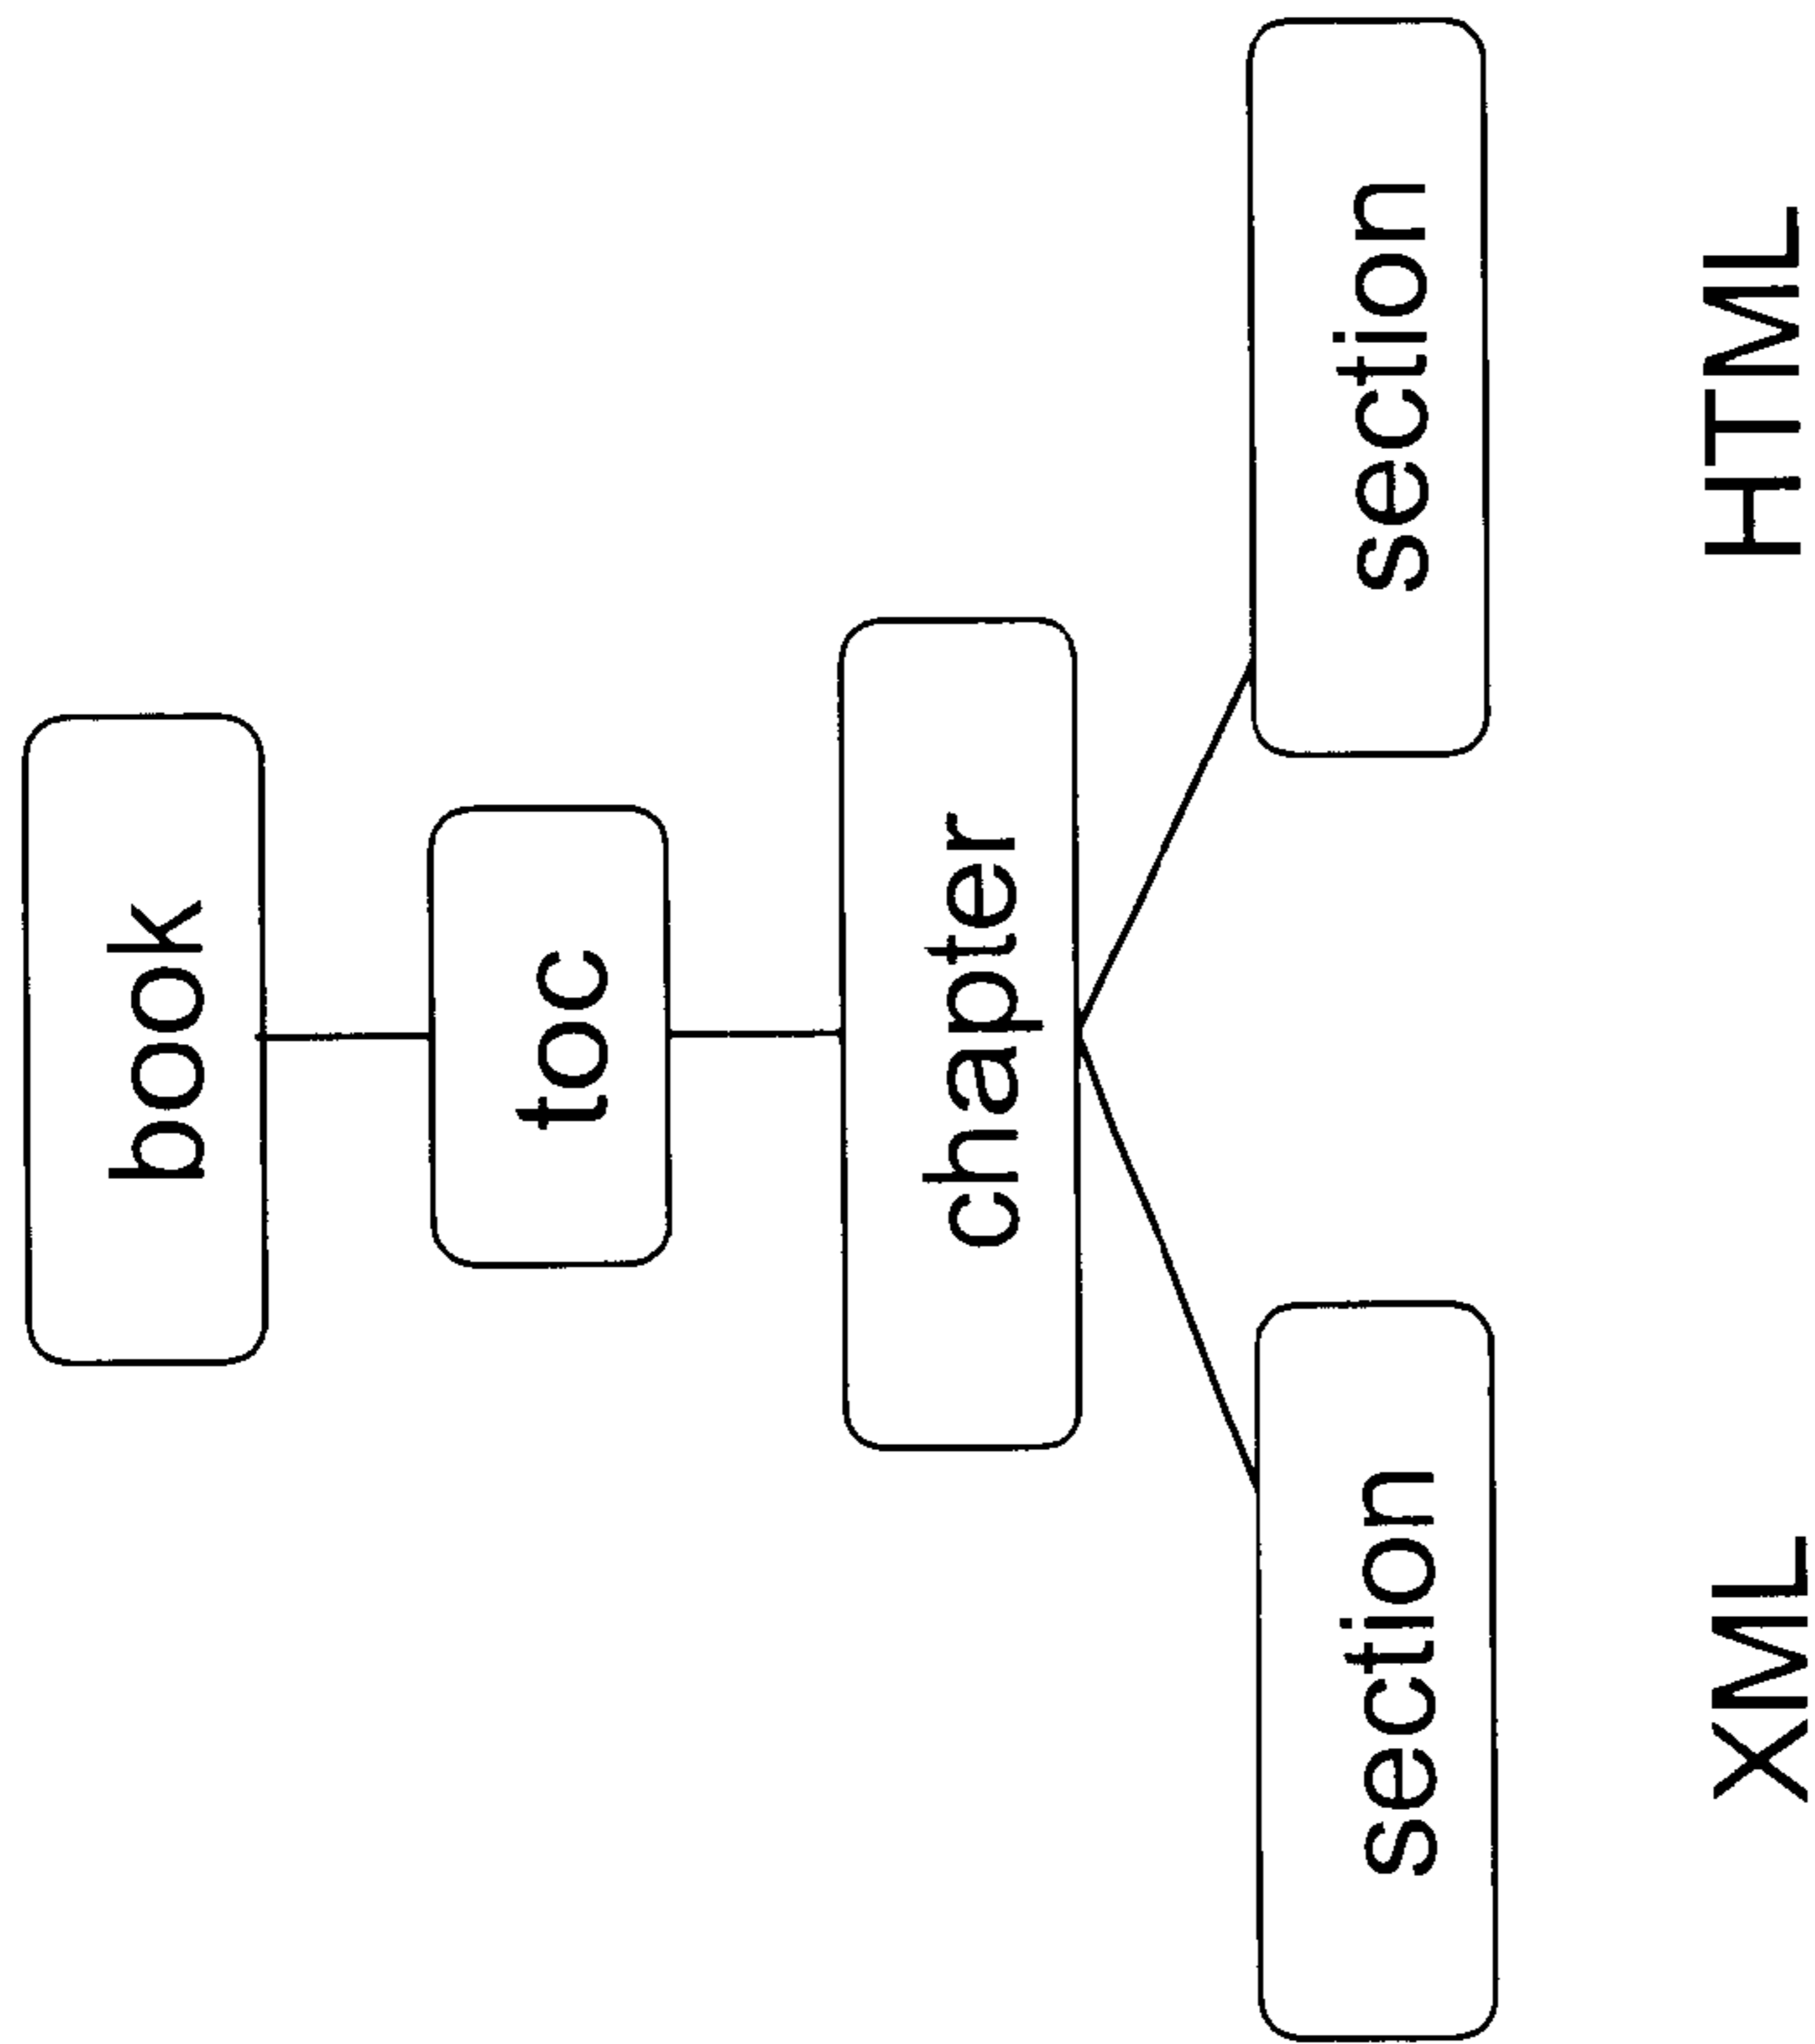 book
toc
chapter
section
section
XML
HTML